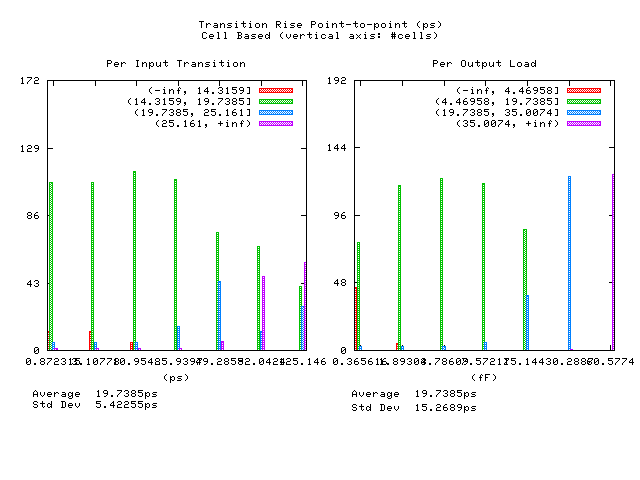 Transition Rise Point-to-point (ps)
Cell Based (vertical axis: #cells)
Per Input Transition
Per Output Load
172
129
86
43
0
(-inf, 14.3159]
(14.3159, 19.7385]
(19.7385, 25.161]
(25.161, +inf)
(ps)
Average 19.7385ps
Std Dev 5.42255ps
192
144
96
48
0
(-inf, 4.46958]
(4.46958, 19.7385]
(19.7385, 35.0074]
(35.0074, +inf)
(fF)
Average 19.7385ps
Std Dev 15.2689ps